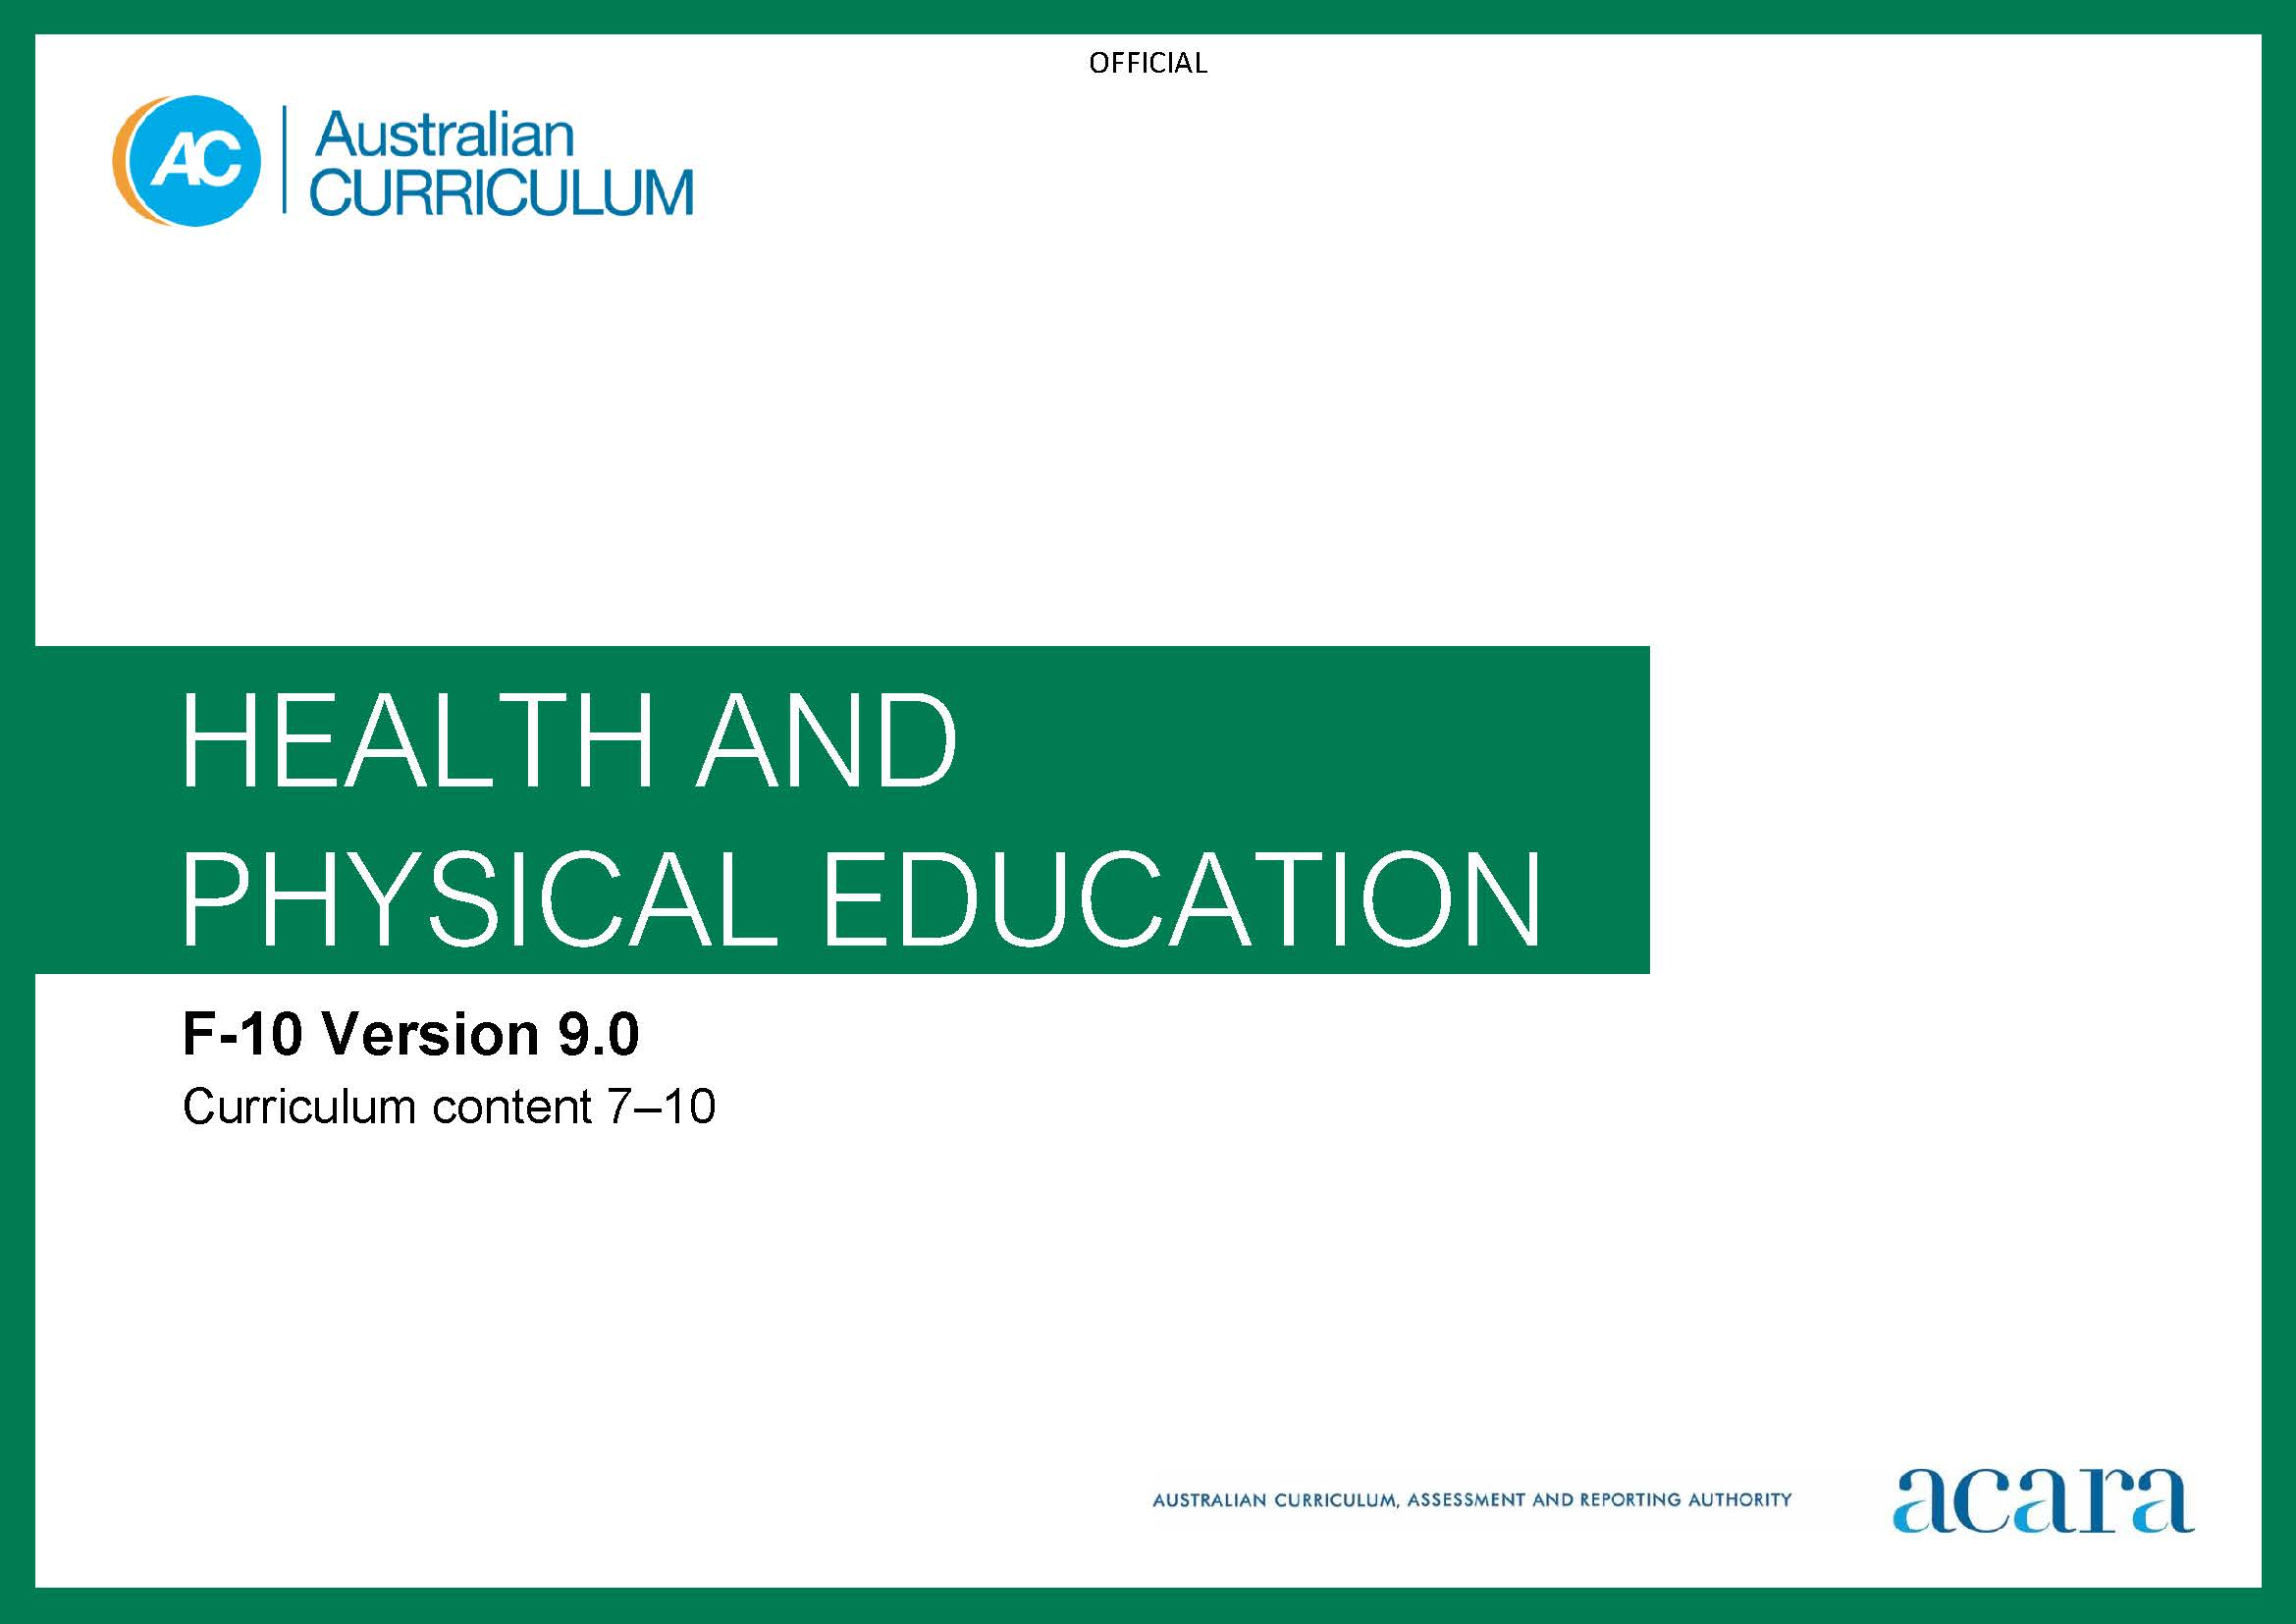 OFFICIAL
AC
Australian
CURRICULUM
HEALTH AND
PHYSICAL EDUCATION
F-10 Version 9.0
Curriculum content 7–10
AUSTRALIAN CURRICULUM, ASSESSMENT AND REPORTING AUTHORITY
acara